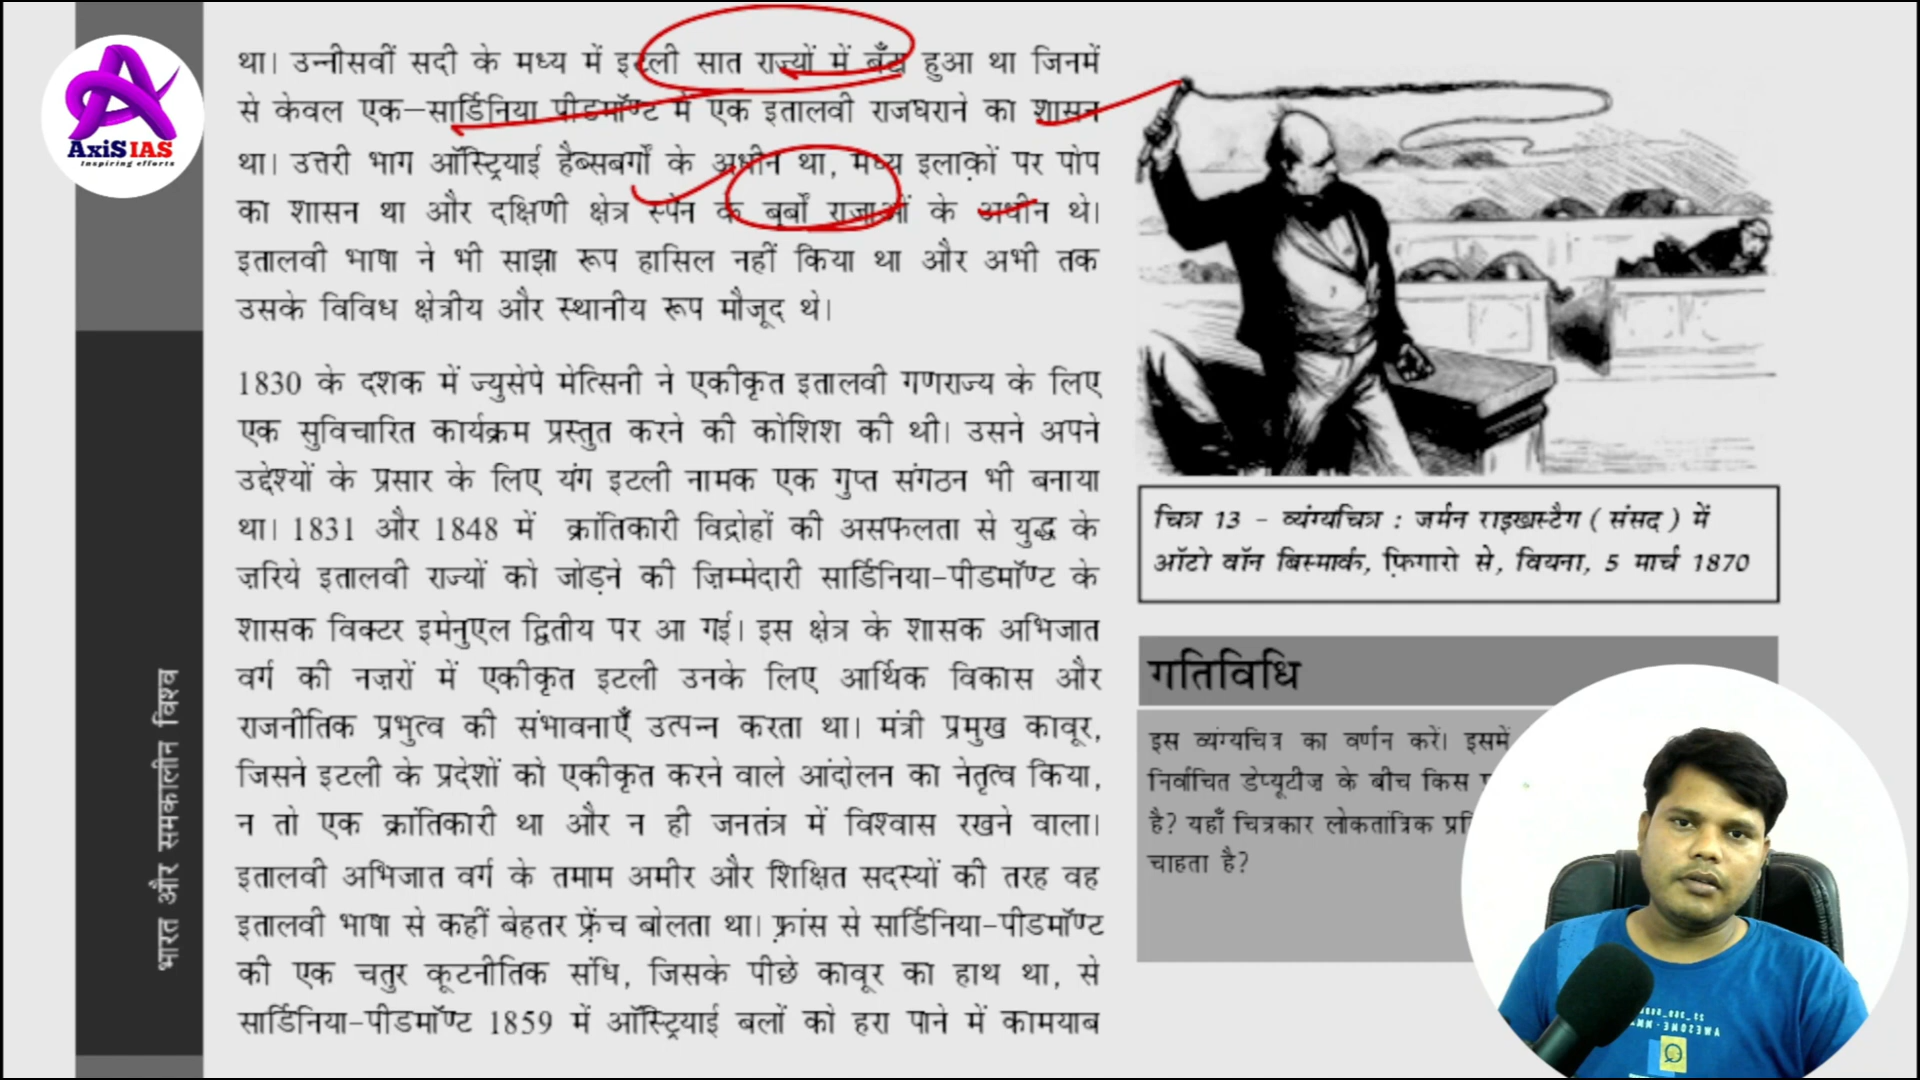 AxiS IAS
Inspiring efforts
था। उन्नीसवीं सदी के मध्य में इटली सात राज्यों में बँटा हुआ था जिनमें
से केवल एक—सार्डिनिया पीडमॉण्ट में एक इतालवी राजघराने का शासन
था। उत्तरी भाग ऑस्ट्रियाई हैब्सबर्गों के अधीन था, मध्य इलाक़ों पर पोप
का शासन था और दक्षिणी क्षेत्र स्पेन के बूर्बों राजाओं के अधीन थे।
इतालवी भाषा ने भी साझा रूप हासिल नहीं किया था और अभी तक
उसके विविध क्षेत्रीय और स्थानीय रूप मौजूद थे।
1830 के दशक में ज्युसेपे मेत्सिनी ने एकीकृत इतालवी गणराज्य के लिए
एक सुविचारित कार्यक्रम प्रस्तुत करने की कोशिश की थी। उसने अपने
उद्देश्यों के प्रसार के लिए यंग इटली नामक एक गुप्त संगठन भी बनाया
था। 1831 और 1848 में क्रांतिकारी विद्रोहों की असफलता से युद्ध के
ज़रिये इतालवी राज्यों को जोड़ने की ज़िम्मेदारी सार्डिनिया-पीडमॉण्ट के
शासक विक्टर इमेनुएल द्वितीय पर आ गई। इस क्षेत्र के शासक अभिजात
वर्ग की नज़रों में एकीकृत इटली उनके लिए आर्थिक विकास और
राजनीतिक प्रभुत्व की संभावनाएँ उत्पन्न करता था। मंत्री प्रमुख कावूर,
जिसने इटली के प्रदेशों को एकीकृत करने वाले आंदोलन का नेतृत्व किया,
न तो एक क्रांतिकारी था और न ही जनतंत्र में विश्वास रखने वाला।
इतालवी अभिजात वर्ग के तमाम अमीर और शिक्षित सदस्यों की तरह वह
इतालवी भाषा से कहीं बेहतर फ़्रेंच बोलता था। फ़्रांस से सार्डिनिया-पीडमॉण्ट
की एक चतुर कूटनीतिक संधि, जिसके पीछे कावूर का हाथ था, से
सार्डिनिया-पीडमॉण्ट 1859 में ऑस्ट्रियाई बलों को हरा पाने में कामयाब
भारत और समकालीन विश्व
चित्र 13 - व्यंग्यचित्र : जर्मन राइख़स्टैग ( संसद ) में
ऑटो वॉन बिस्मार्क, फ़िगारो से, वियना, 5 मार्च 1870
गतिविधि
इस व्यंग्यचित्र का वर्णन करें। इसमें
निर्वाचित डेप्यूटीज़ के बीच किस
है? यहाँ चित्रकार लोकतांत्रिक
चाहता है?